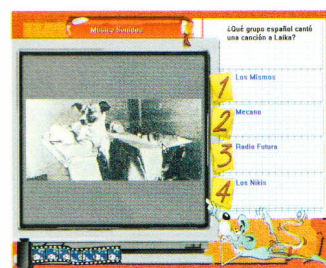 Música Sonidos
¿Qué grupo español cantó
una canción a Laika?
1 Los Mismos
2 Mecano
3 Radio Futura
4 Los Nikis